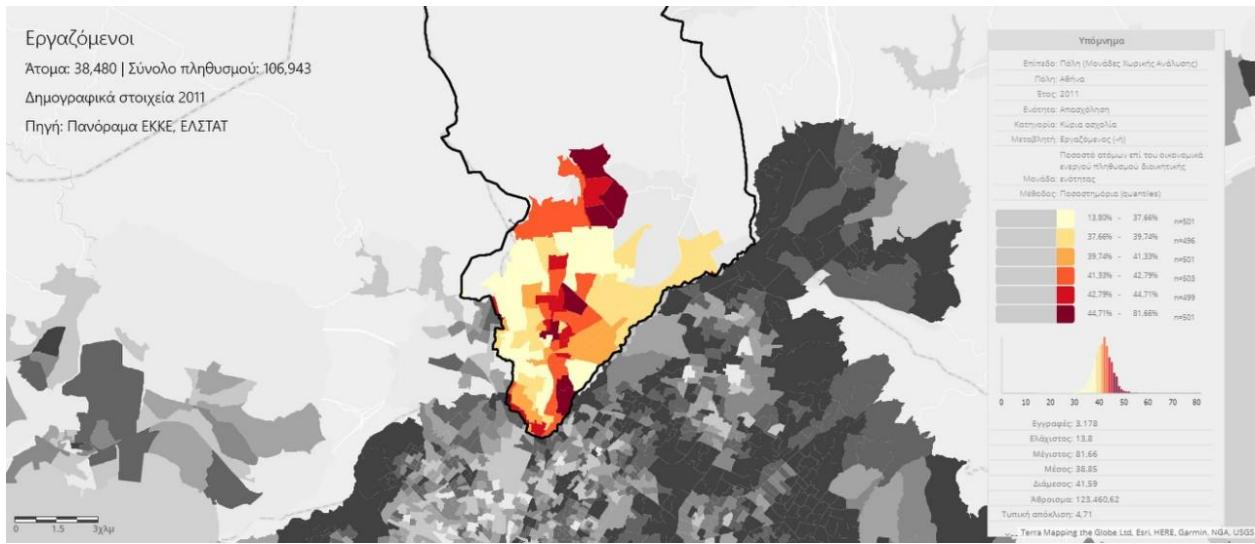 Εργαζόμενοι
Άτομα: 38,480 | Σύνολο πληθυσμού: 106,943
Δημογραφικά στοιχεία 2011
Πηγή: Πανόραμα ΕΚΚΕ, ΕΛΣΤΑΤ
Υπόμνημα
Επίπεδο: Πόλη (Μονάδες Χωρικής Ανάλυσης)
Πόλη: Αθήνα
Έτος: 2011
Ενότητα: Απασχόληση
Κατηγορία: Κύρια ασχολία
Μεταβλητή: Εργαζόμενος (-ή)
Ποσοστό ατόμων επί του οικονομικά
ενεργού πληθυσμού διοικητικής
Μονάδα: ενότητας
Μέθοδος: Ποσοστημόρια (quantiles)
13.80% - 37.66% n=501
37.66% - 39.74% n=496
39.74% - 41.33% n=501
41.33% - 42.79% n=503
42.79% - 44.71% n=499
44.71% - 81.66% n=501
0 10 20 30 40 50 60 70 80
Εγγραφές: 3.178
Ελάχιστος: 13.8
Μέγιστος: 81.66
Μέσος: 38,85
Διάμεσος: 41,59
Άθροισμα: 123.460,62
Τυπική απόκλιση: 4,71
0 1.5 3χλμ
Terra Mapping the Globe Ltd, Esri, HERE, Garmin, NGA, USGS